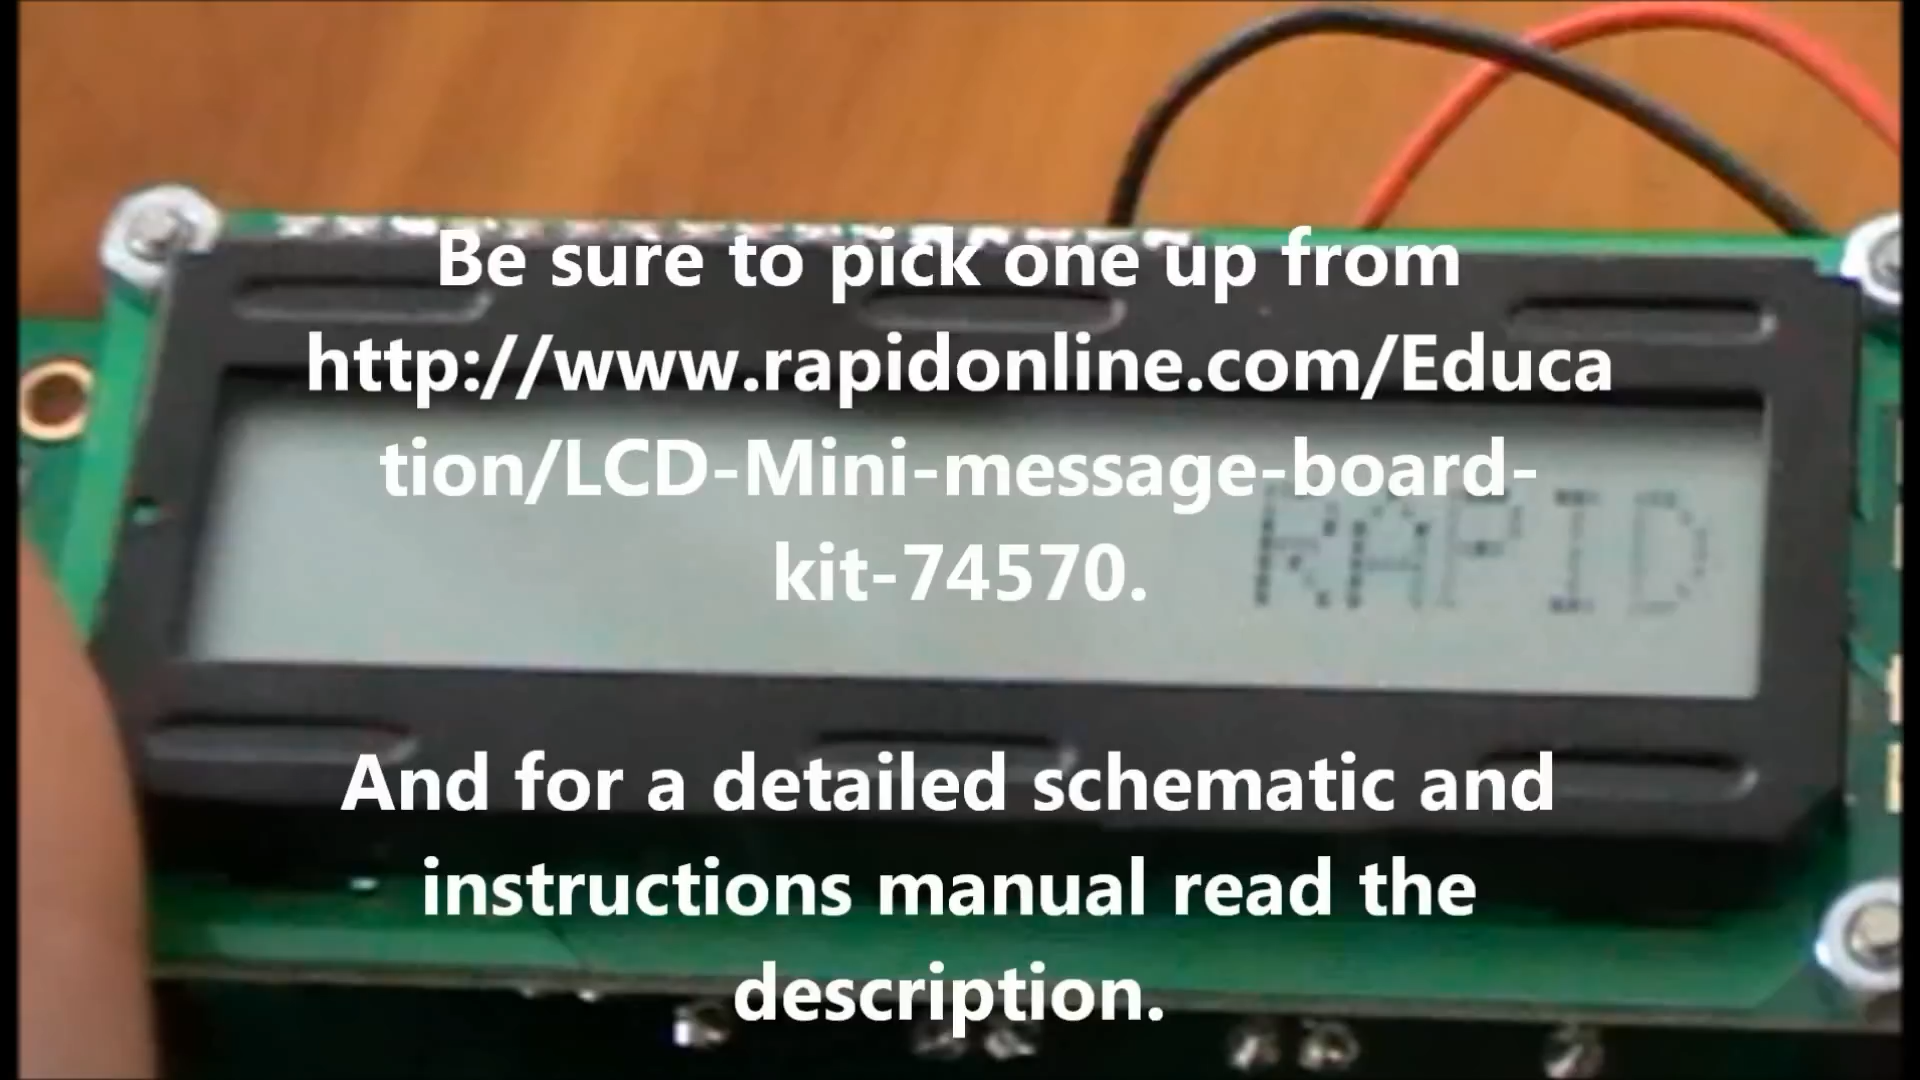 Be sure to pick one up from
http://www.rapidonline.com/Educa
tion/LCD-Mini-message-board-
kit-74570.
RAPID
And for a detailed schematic and
instructions manual read the
description.